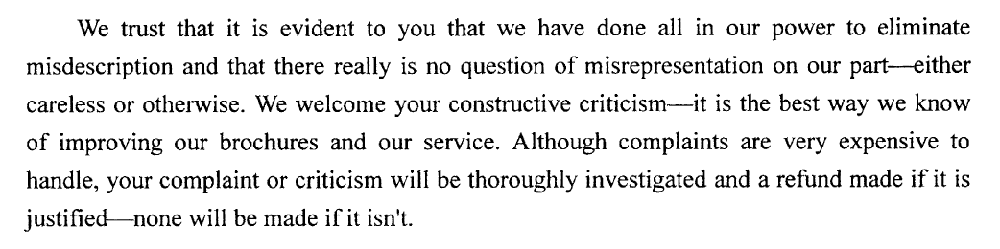 We trust that it is evident to you that we have done all in our power to eliminate
misdescription and that there really is no question of misrepresentation on our part—either
careless or otherwise. We welcome your constructive criticism—it is the best way we know
of improving our brochures and our service. Although complaints are very expensive to
handle, your complaint or criticism will be thoroughly investigated and a refund made if it is
justified—none will be made if it isn't.